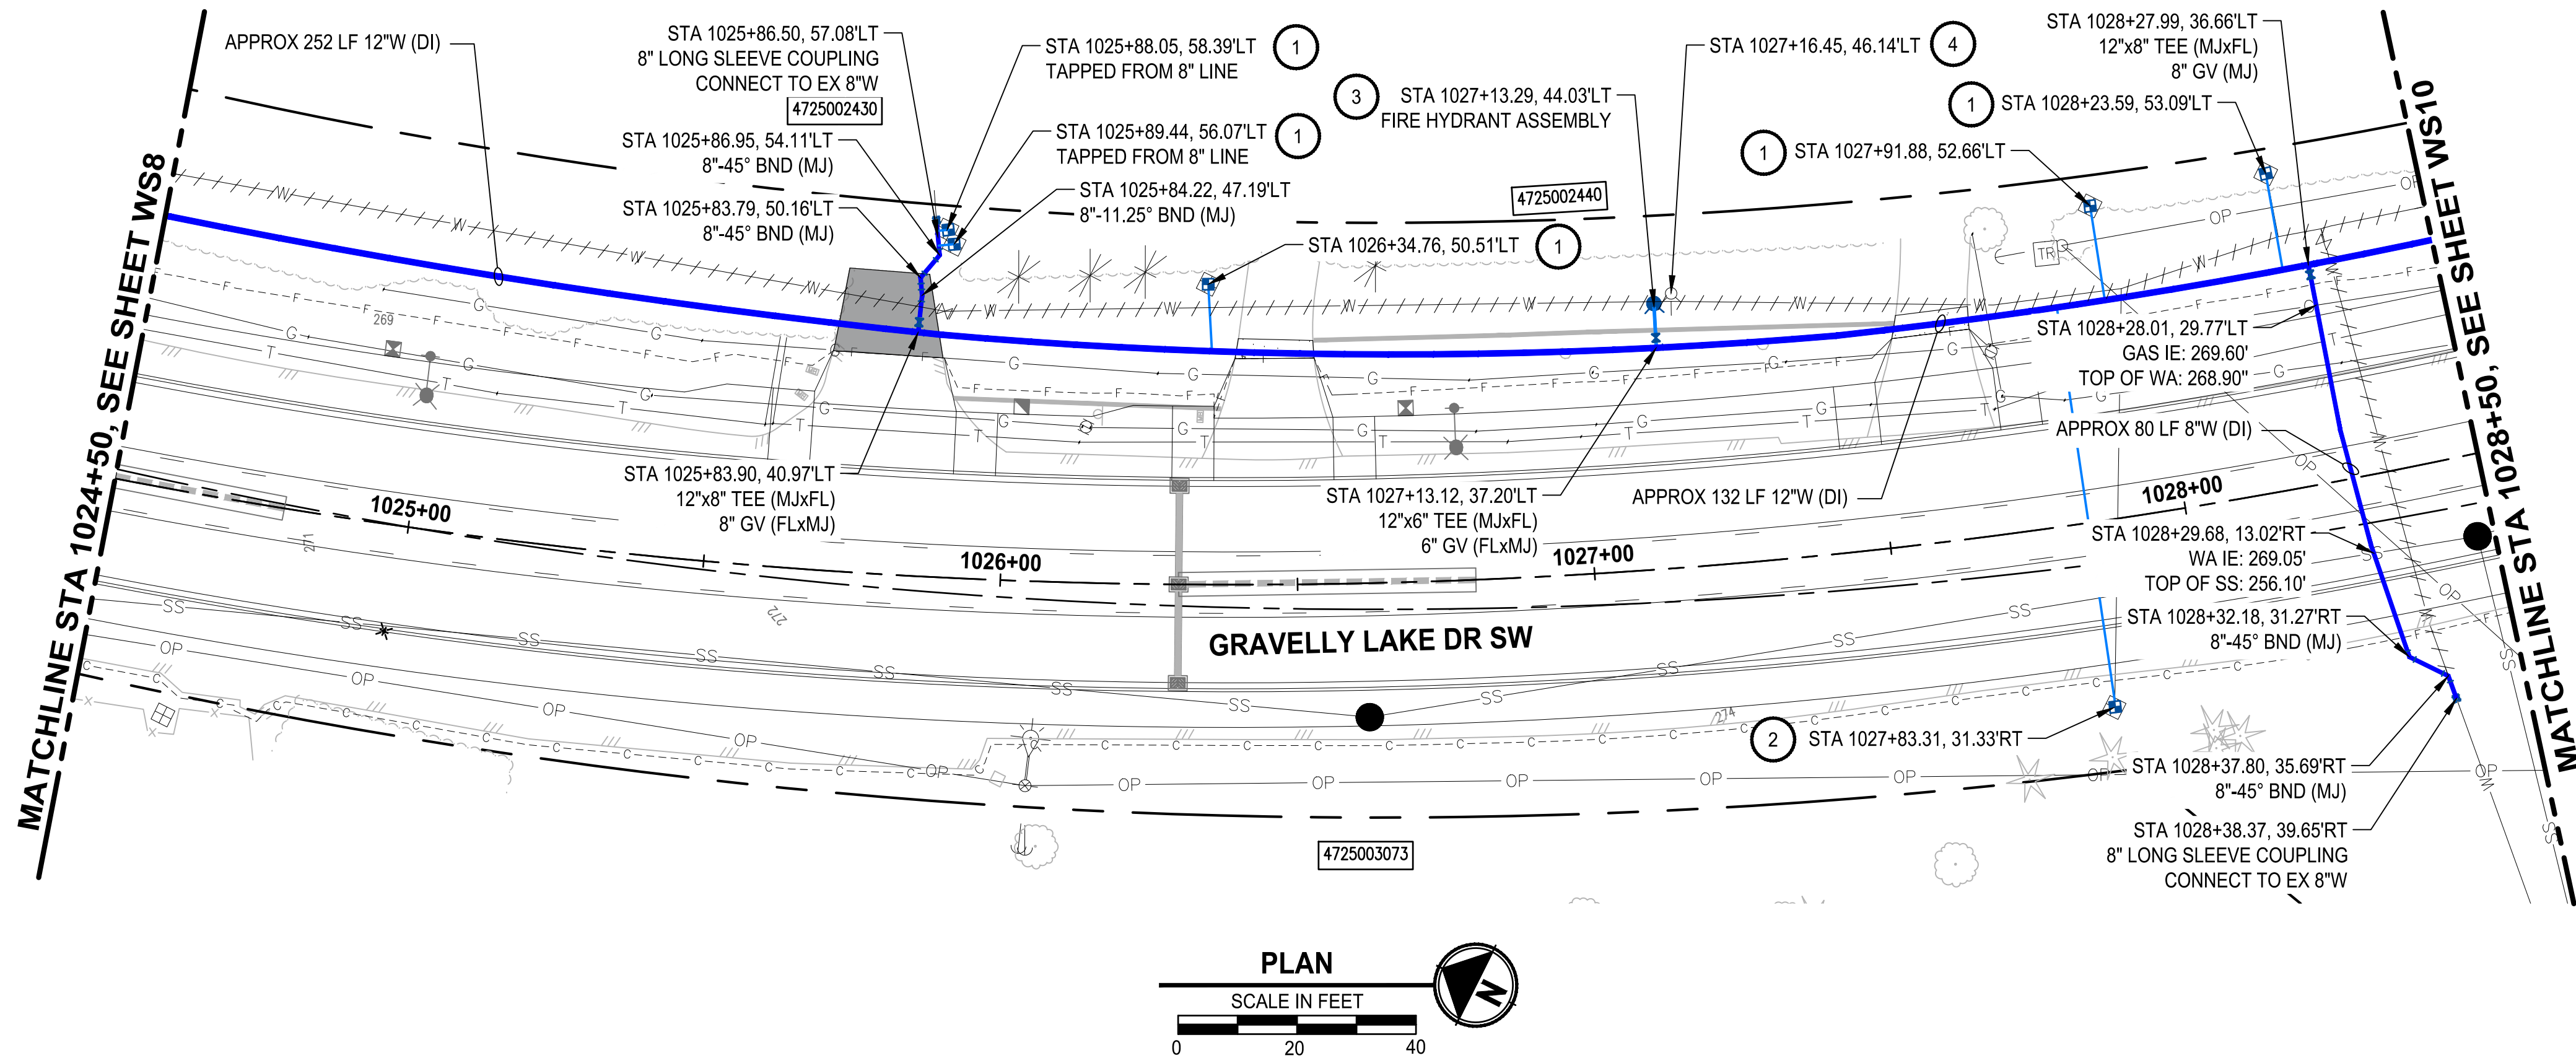 APPROX 252 LF 12"W (DI)
STA 1025+86.50, 57.08'LT
8" LONG SLEEVE COUPLING
CONNECT TO EX 8"W
4725002430
STA 1025+88.05, 58.39'LT
TAPPED FROM 8" LINE
1
STA 1025+86.95, 54.11'LT
8"-45° BND (MJ)
STA 1025+89.44, 56.07'LT
TAPPED FROM 8" LINE
1
STA 1025+83.79, 50.16'LT
8"-45° BND (MJ)
STA 1025+84.22, 47.19'LT
8"-11.25° BND (MJ)
STA 1026+34.76, 50.51'LT
1
3
STA 1027+13.29, 44.03'LT
FIRE HYDRANT ASSEMBLY
STA 1027+16.45, 46.14'LT
4
4725002440
1
STA 1027+91.88, 52.66'LT
1
STA 1028+23.59, 53.09'LT
STA 1028+27.99, 36.66'LT
12"x8" TEE (MJxFL)
8" GV (MJ)
MATCHLINE STA 1024+50, SEE SHEET WS8
MATCHLINE STA 1028+50, SEE SHEET WS10
TR
269
271
272
274
STA 1028+28.01, 29.77'LT
GAS IE: 269.60'
TOP OF WA: 268.90"
APPROX 80 LF 8"W (DI)
STA 1025+83.90, 40.97'LT
12"x8" TEE (MJxFL)
8" GV (FLxMJ)
STA 1027+13.12, 37.20'LT
12"x6" TEE (MJxFL)
6" GV (FLxMJ)
APPROX 132 LF 12"W (DI)
1025+00
1026+00
1027+00
1028+00
STA 1028+29.68, 13.02'RT
WA IE: 269.05'
TOP OF SS: 256.10'
STA 1028+32.18, 31.27'RT
8"-45° BND (MJ)
GRAVELLY LAKE DR SW
2
STA 1027+83.31, 31.33'RT
STA 1028+37.80, 35.69'RT
8"-45° BND (MJ)
STA 1028+38.37, 39.65'RT
8" LONG SLEEVE COUPLING
CONNECT TO EX 8"W
4725003073
PLAN
SCALE IN FEET
0 20 40
N